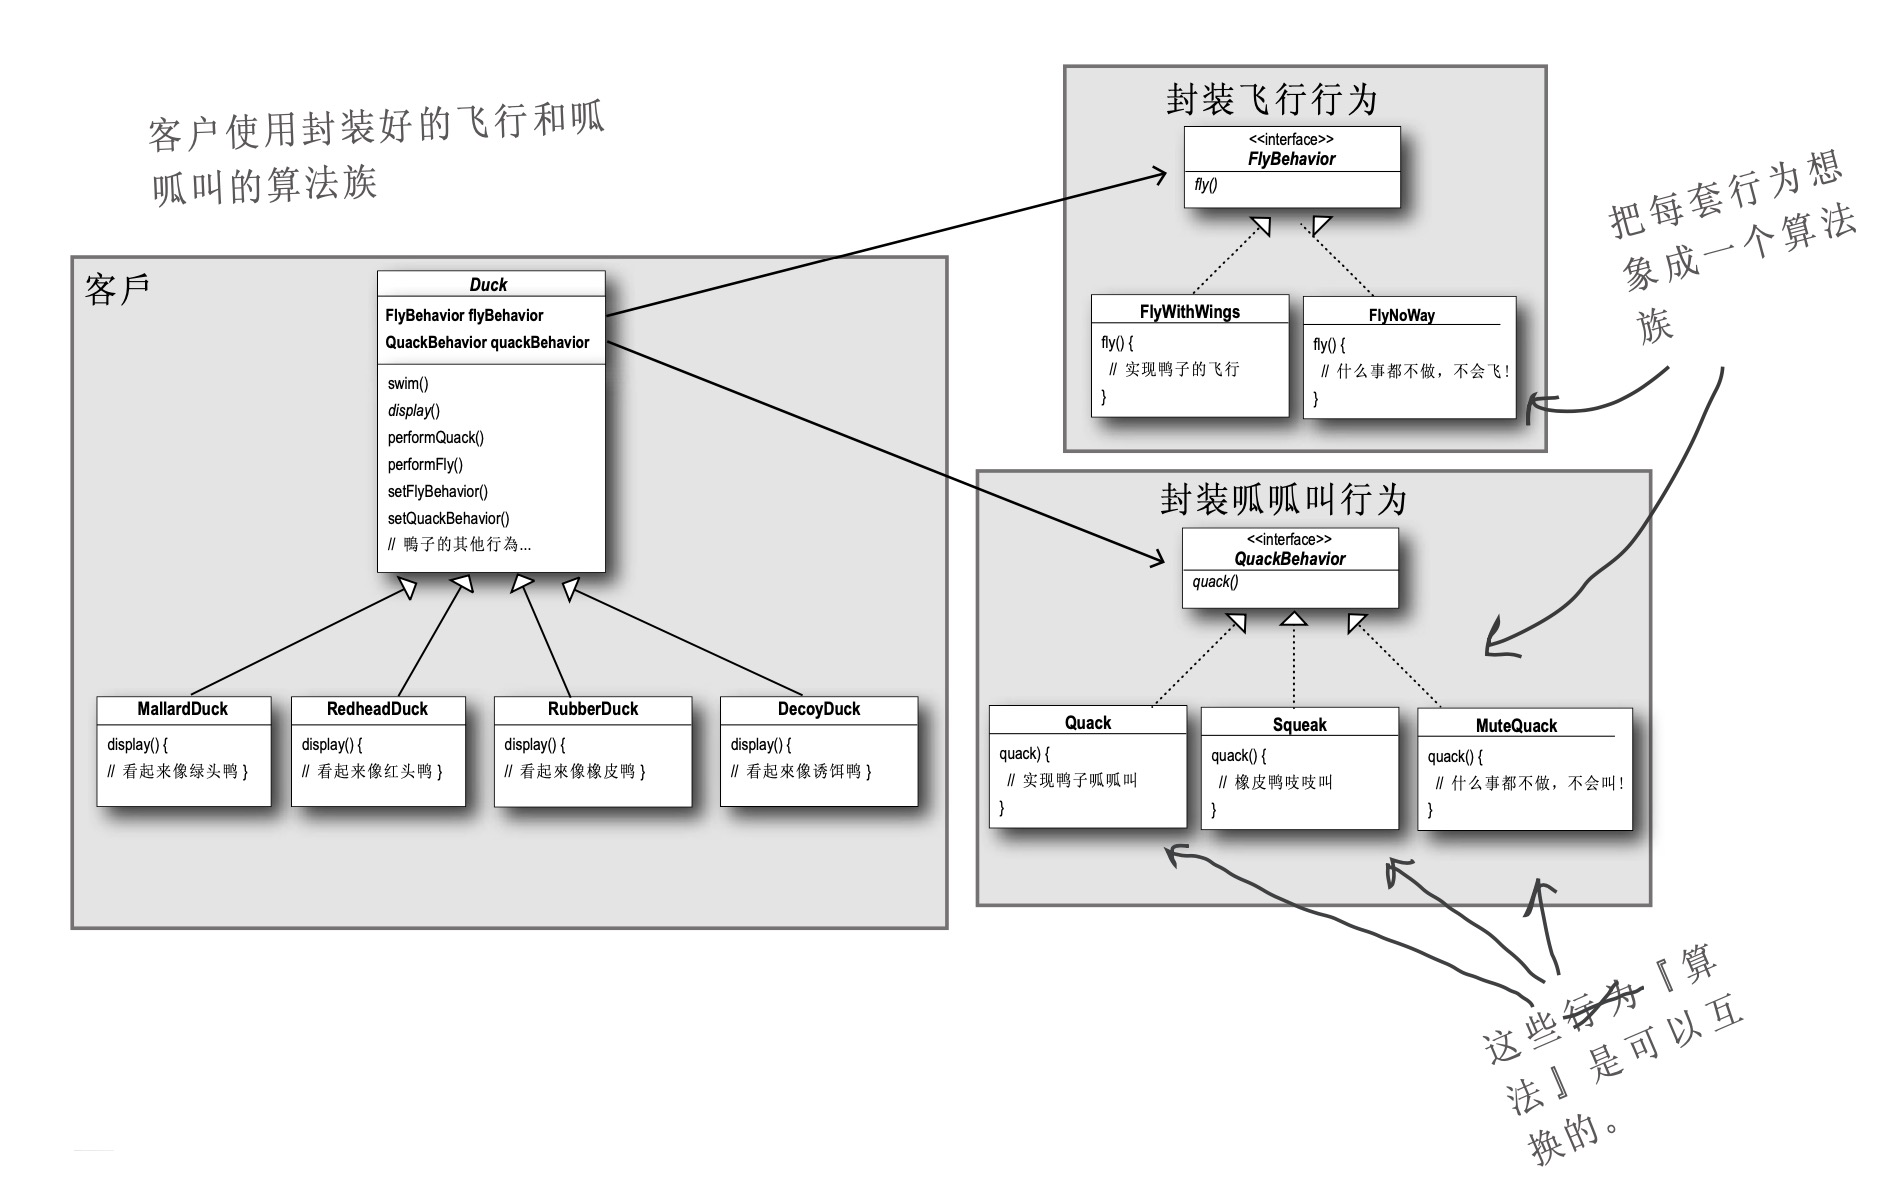 客户使用封装好的飞行和呱
呱叫的算法族
客戶
Duck
FlyBehavior flyBehavior
QuackBehavior quackBehavior
swim()
display()
performQuack()
performFly()
setFlyBehavior()
setQuackBehavior()
// 鴨子的其他行為...
MallardDuck
display() {
// 看起来像绿头鸭 }
RedheadDuck
display() {
// 看起来像红头鸭 }
RubberDuck
display() {
// 看起來像橡皮鸭 }
DecoyDuck
display() {
// 看起來像诱饵鸭 }
封装飞行行为
<<interface>>
FlyBehavior
fly()
FlyWithWings
fly() {
// 实现鸭子的飞行
}
FlyNoWay
fly() {
// 什么事都不做，不会飞！
}
把每套行为想
象成一个算法
族
封装呱呱叫行为
<<interface>>
QuackBehavior
quack()
Quack
quack) {
// 实现鸭子呱呱叫
}
Squeak
quack() {
// 橡皮鸭吱吱叫
}
MuteQuack
quack() {
// 什么事都不做，不会叫！
}
这些行为『算
法』是可以互
换的。